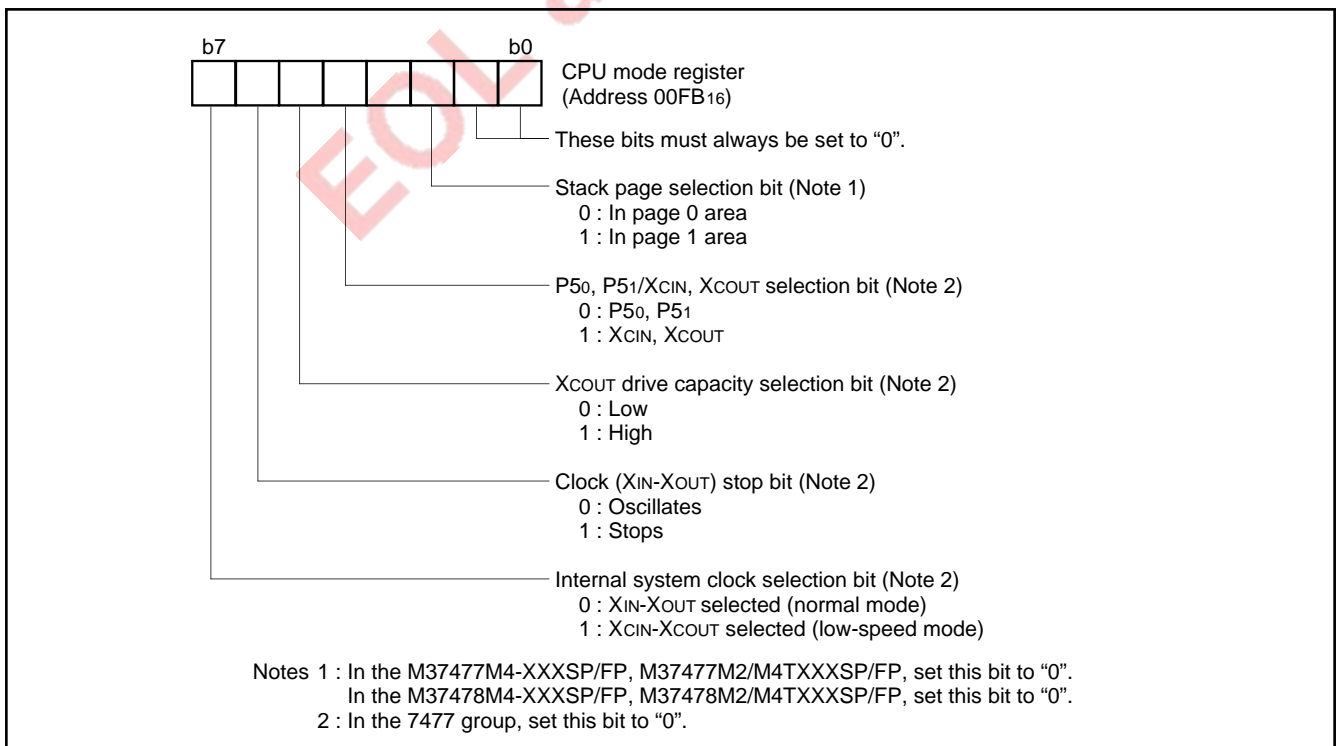 EOL a
b7 b0
CPU mode register
(Address 00FB16)
These bits must always be set to “0”.
Stack page selection bit (Note 1)
0 : In page 0 area
1 : In page 1 area
P50, P51/XCIN, XCOUT selection bit (Note 2)
0 : P50, P51
1 : XCIN, XCOUT
XCOUT drive capacity selection bit (Note 2)
0 : Low
1 : High
Clock (XIN-XOUT) stop bit (Note 2)
0 : Oscillates
1 : Stops
Internal system clock selection bit (Note 2)
0 : XIN-XOUT selected (normal mode)
1 : XCIN-XCOUT selected (low-speed mode)
Notes 1 : In the M37477M4-XXXSP/FP, M37477M2/M4TXXXSP/FP, set this bit to “0”.
In the M37478M4-XXXSP/FP, M37478M2/M4TXXXSP/FP, set this bit to “0”.
2 : In the 7477 group, set this bit to “0”.